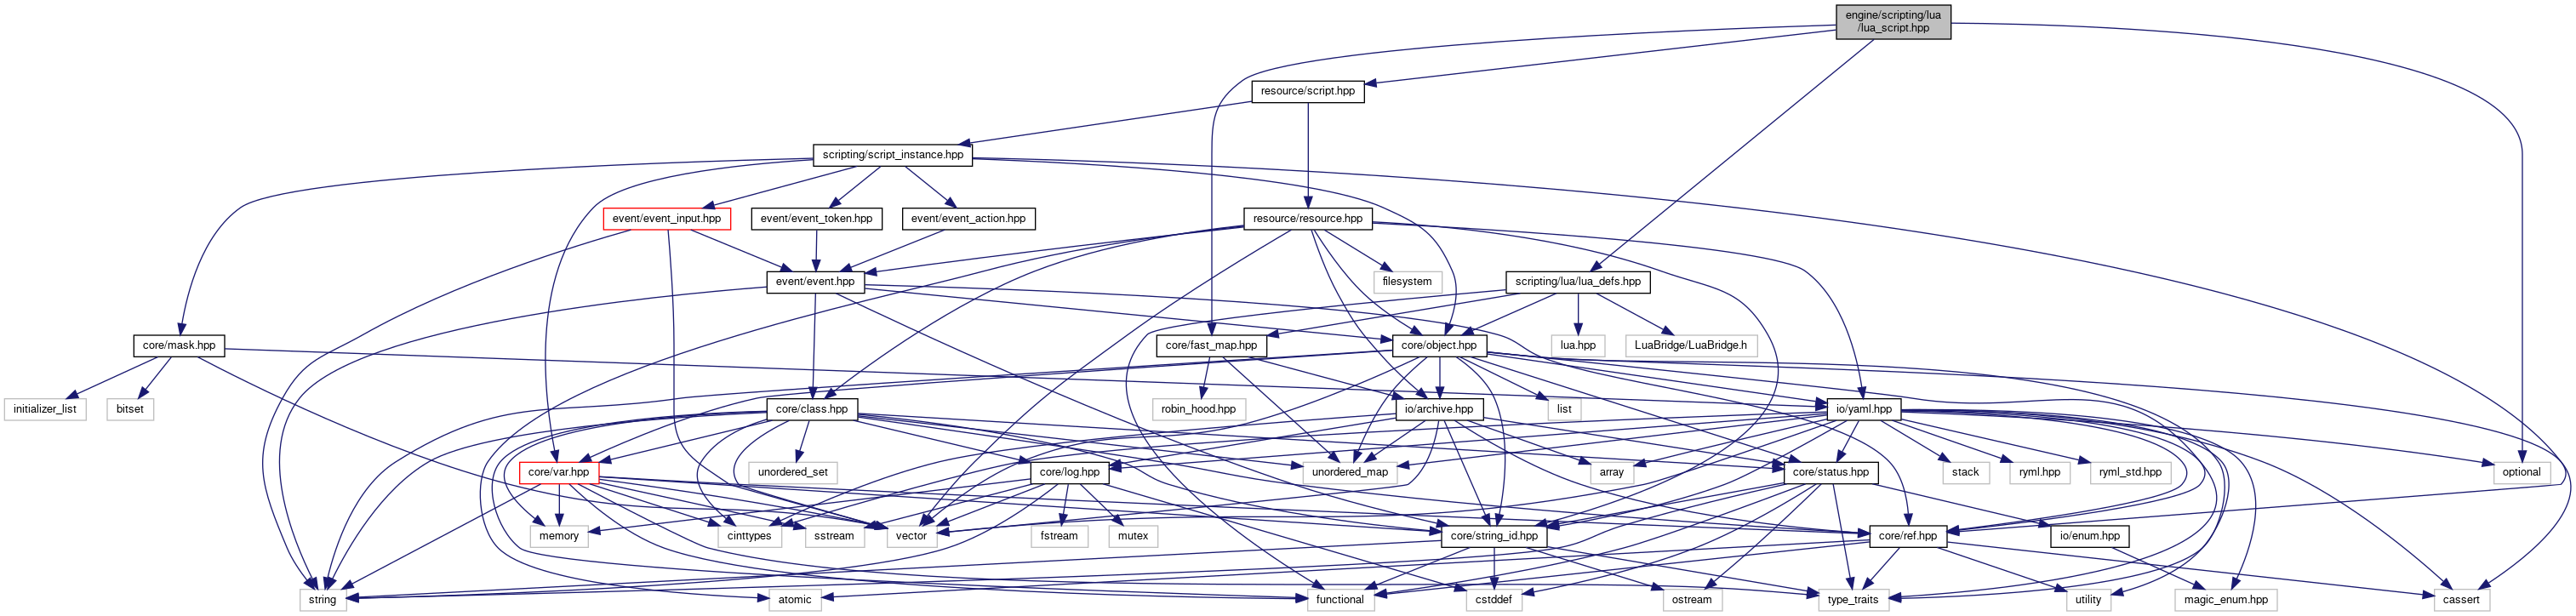 engine/scripting/lua
/lua_script.hpp
resource/script.hpp
scripting/script_instance.hpp
event/event_input.hpp
event/event_token.hpp
event/event_action.hpp
resource/resource.hpp
event/event.hpp
filesystem
scripting/lua/lua_defs.hpp
core/mask.hpp
core/fast_map.hpp
core/object.hpp
lua.hpp
LuaBridge/LuaBridge.h
initializer_list
bitset
core/class.hpp
robin_hood.hpp
io/archive.hpp
list
io/yaml.hpp
core/var.hpp
unordered_set
core/log.hpp
unordered_map
array
core/status.hpp
stack
ryml.hpp
ryml_std.hpp
optional
memory
cinttypes
sstream
vector
fstream
mutex
core/string_id.hpp
core/ref.hpp
io/enum.hpp
string
atomic
functional
cstddef
ostream
type_traits
utility
magic_enum.hpp
cassert